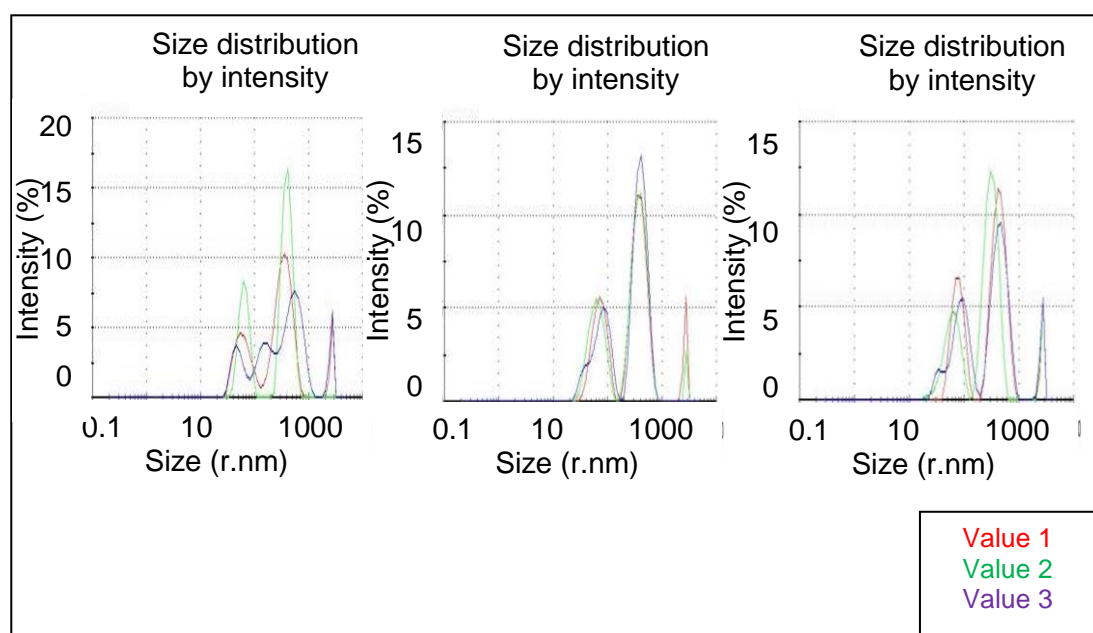 Size distribution
by intensity
Size distribution
by intensity
Size distribution
by intensity
20
15
10
5
0
Intensity (%)
0.1
10
1000
Size (r.nm)
15
10
5
0
Intensity (%)
0.1
10
1000
Size (r.nm)
15
10
5
0
Intensity (%)
0.1
10
1000
Size (r.nm)
Value 1
Value 2
Value 3